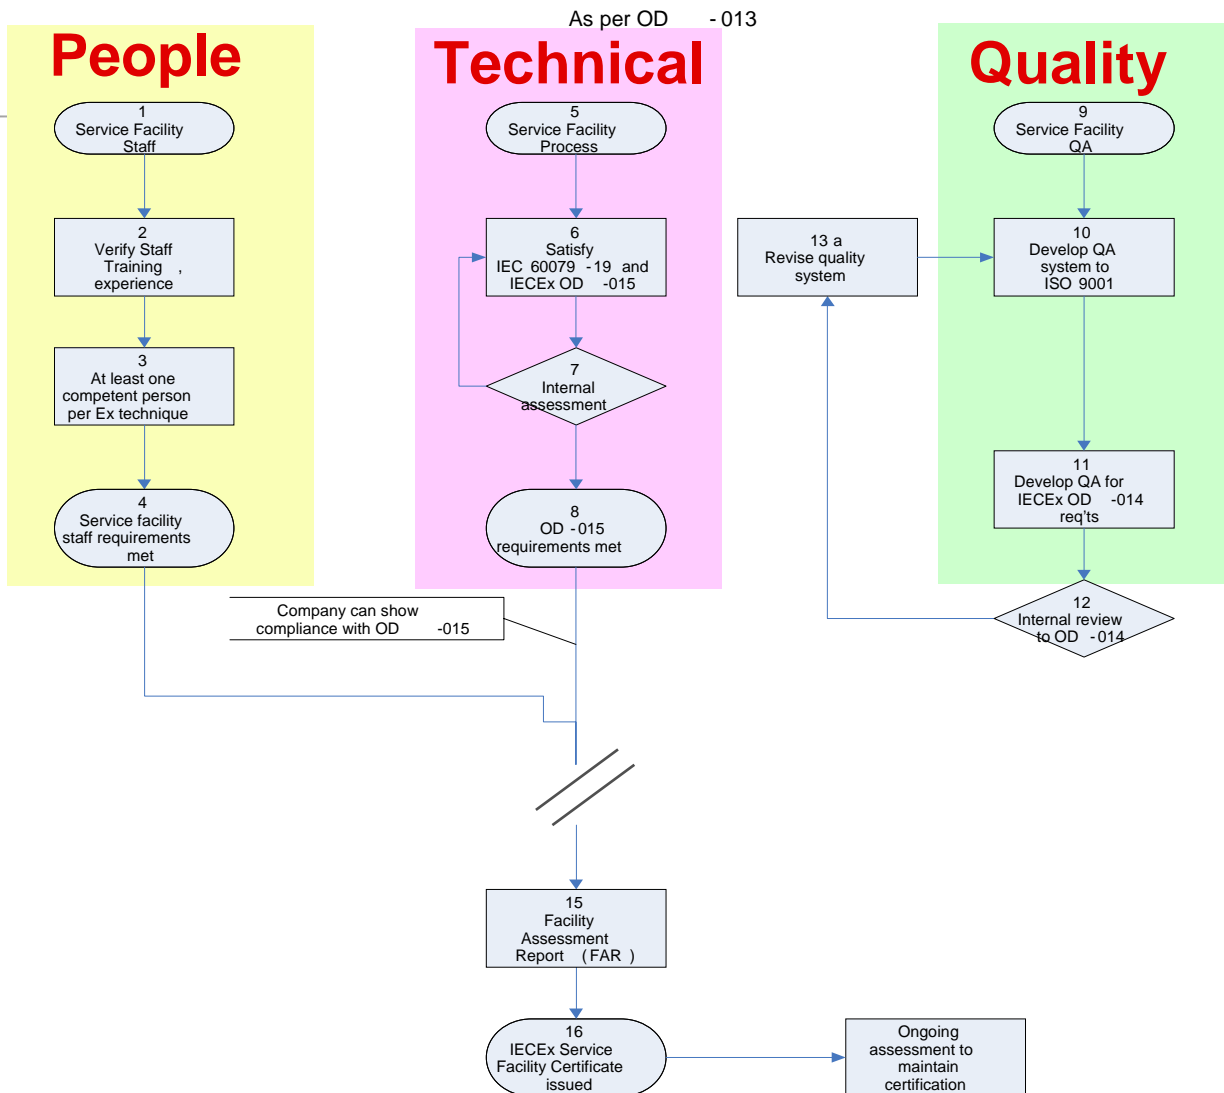 As per OD -013
People
1
Service Facility
Staff
2
Verify Staff
Training ,
experience
3
At least one
competent person
per Ex technique
4
Service facility
staff requirements
met
Technical
5
Service Facility
Process
6
Satisfy
IEC 60079 -19 and
IECEx OD -015
7
Internal
assessment
8
OD -015
requirements met
Company can show
compliance with OD -015
Quality
9
Service Facility
QA
10
Develop QA
system to
ISO 9001
13 a
Revise quality
system
11
Develop QA for
IECEx OD -014
req'ts
12
Internal review
to OD -014
15
Facility
Assessment
Report (FAR )
16
IECEx Service
Facility Certificate
issued
Ongoing
assessment to
maintain
certification